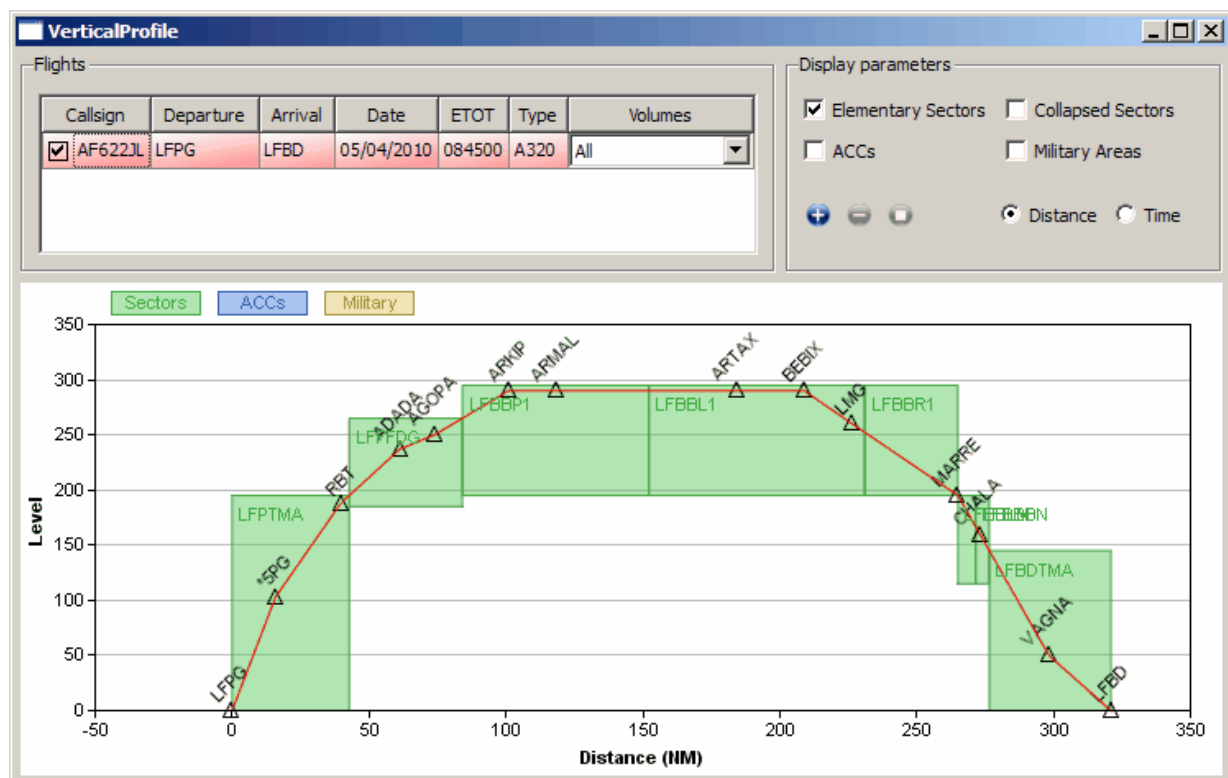 VerticalProfile
Flights
Display parameters
Callsign Departure Arrival Date ETOT Type Volumes
AF622JL LFPG LFBD 05/04/2010 084500 A320 All
Elementary Sectors Collapsed Sectors
ACCs Military Areas
Distance Time
Sectors ACCs Military
350
300
250
200
150
100
50
0
Level
LFPG
*5PG
RBT
ADADA
AGOPA
ARKIP
ARMAL
ARTAX
BEBIX
LMG
MARRE
CHALA
VAGNA
LFBD
LFPTMA
LFFFDG
LFBBP1
LFBBL1
LFBBR1
LFBDTMA
-50 0 50 100 150 200 250 300 350
Distance (NM)